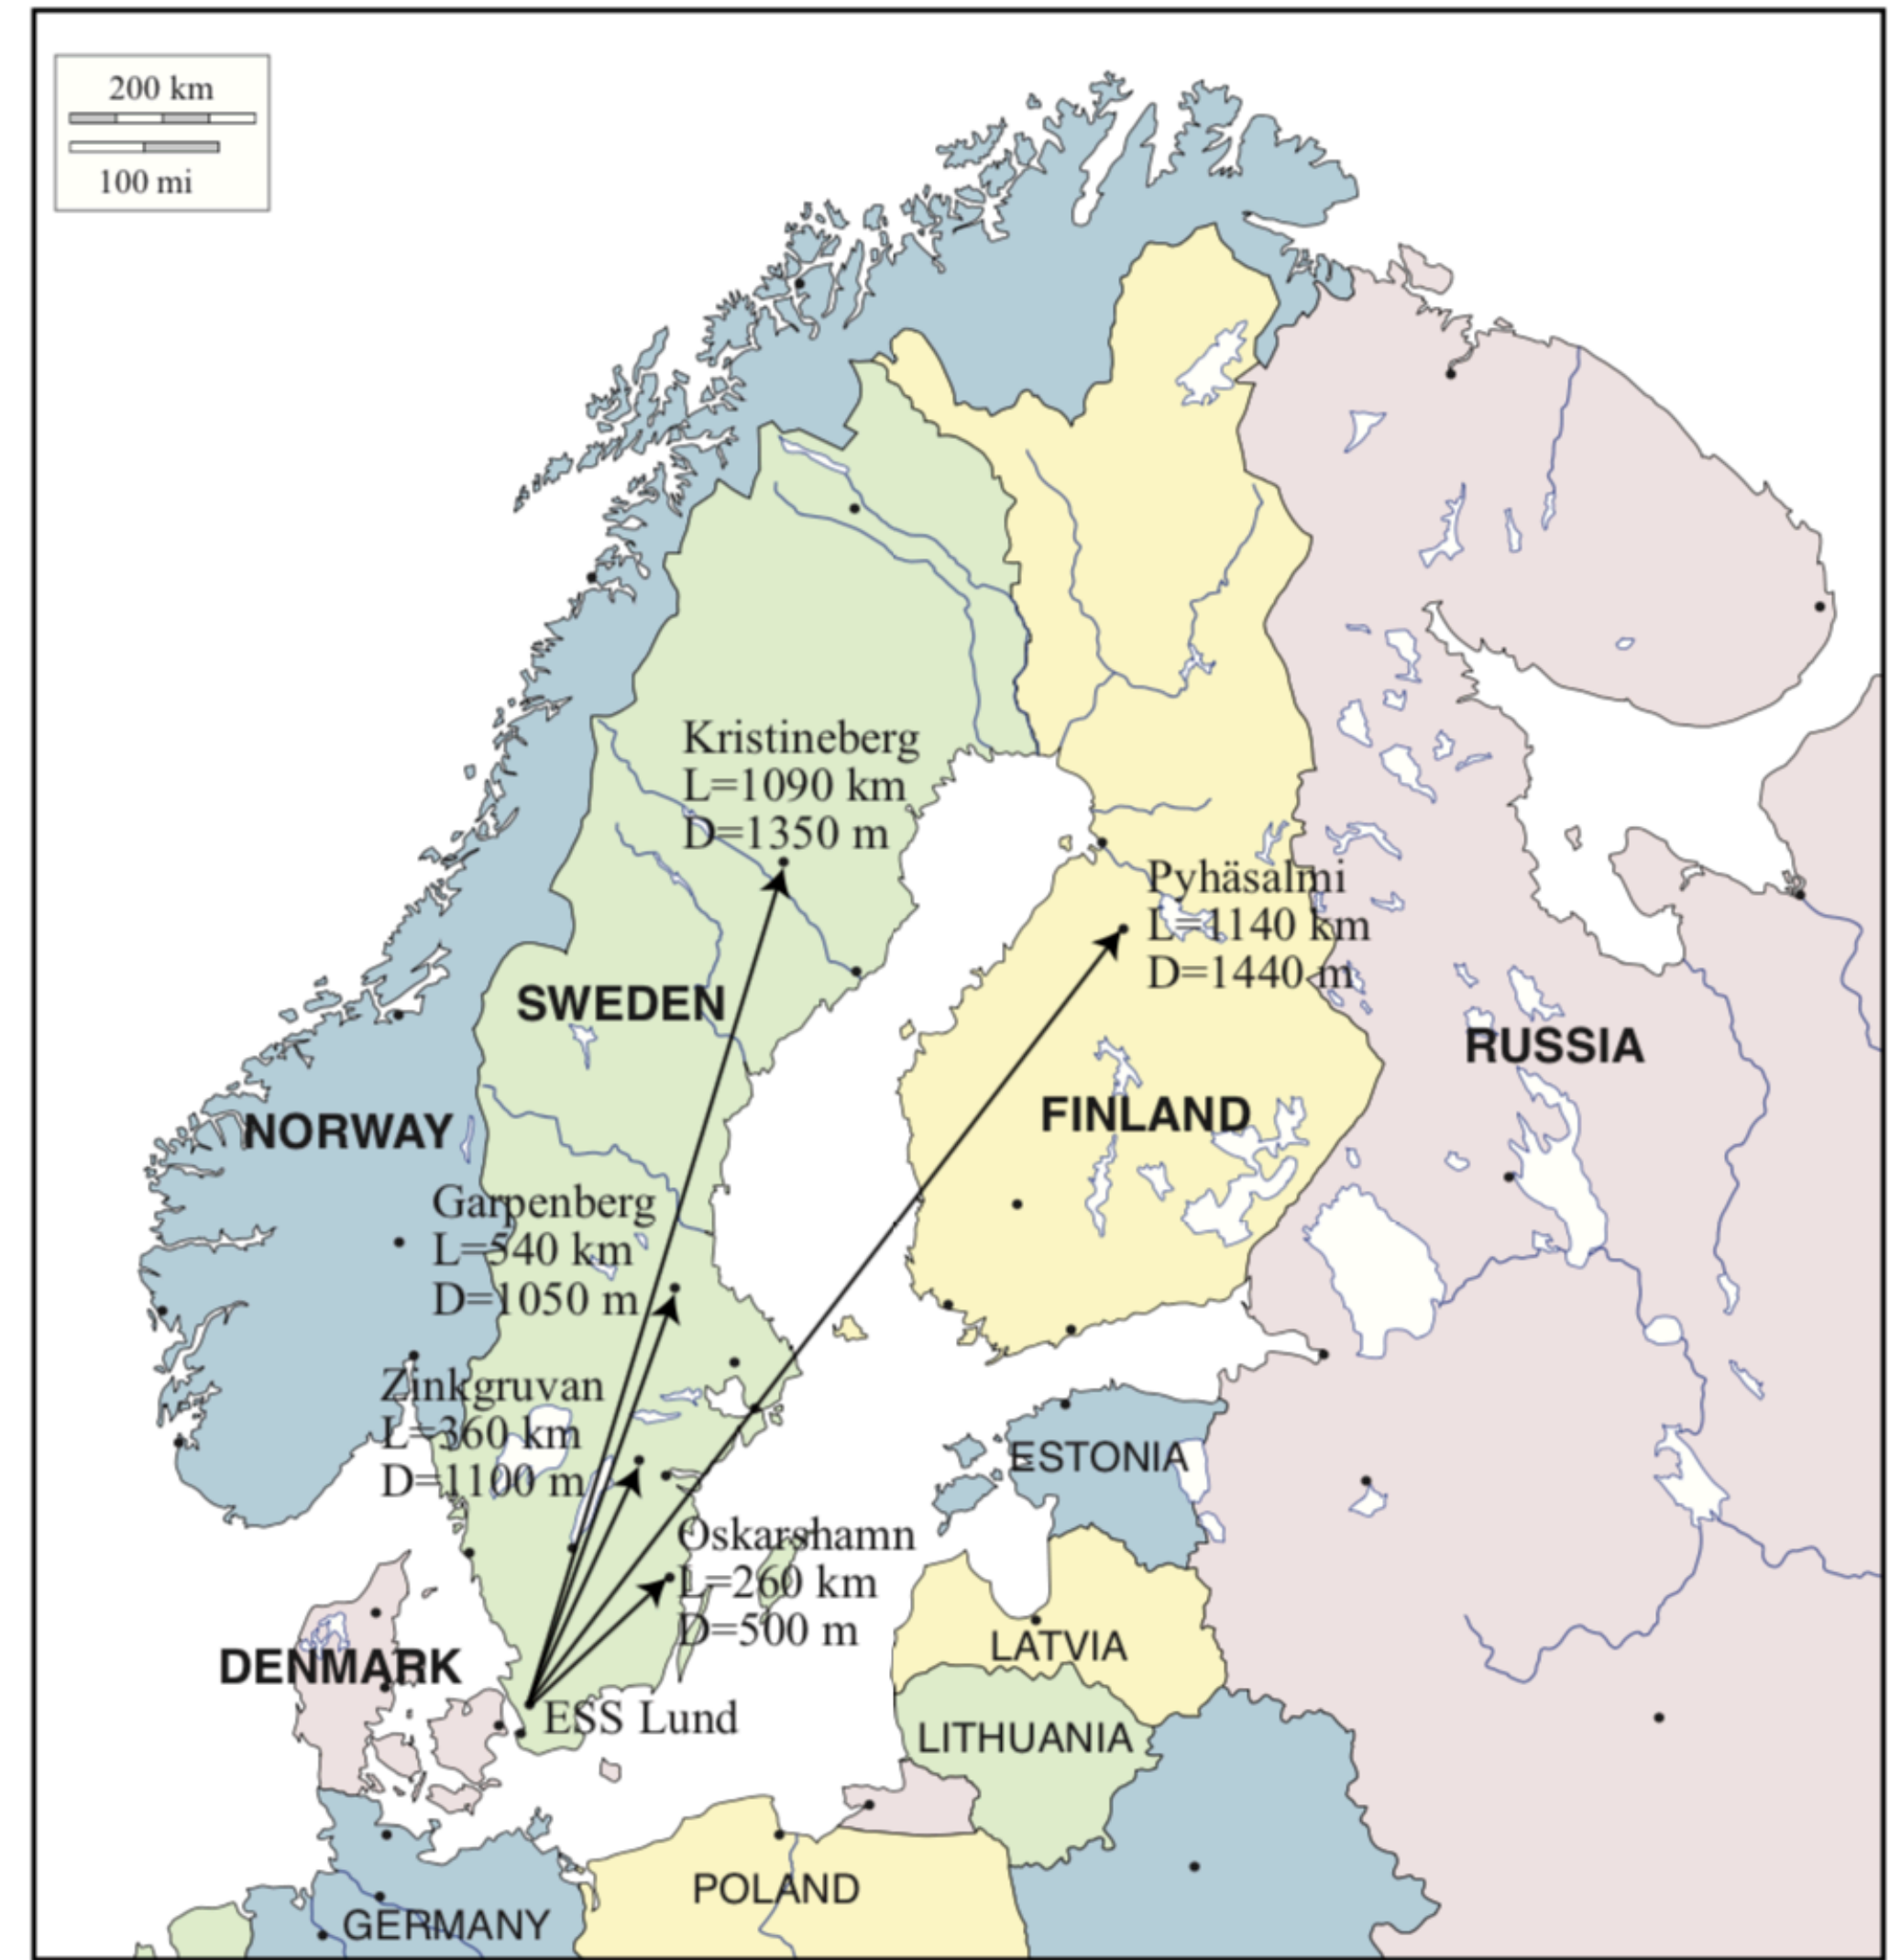 200 km
100 mi
Kristineberg
L=1090 km
D=1350 m
Pyhäsalmi
L=1140 km
D=1440 m
SWEDEN
RUSSIA
FINLAND
NORWAY
Garpenberg
L=540 km
D=1050 m
Zinkgruvan
L=360 km
D=1100 m
ESTONIA
Oskarshamn
L=260 km
D=500 m
LATVIA
DENMARK
ESS Lund
LITHUANIA
POLAND
GERMANY